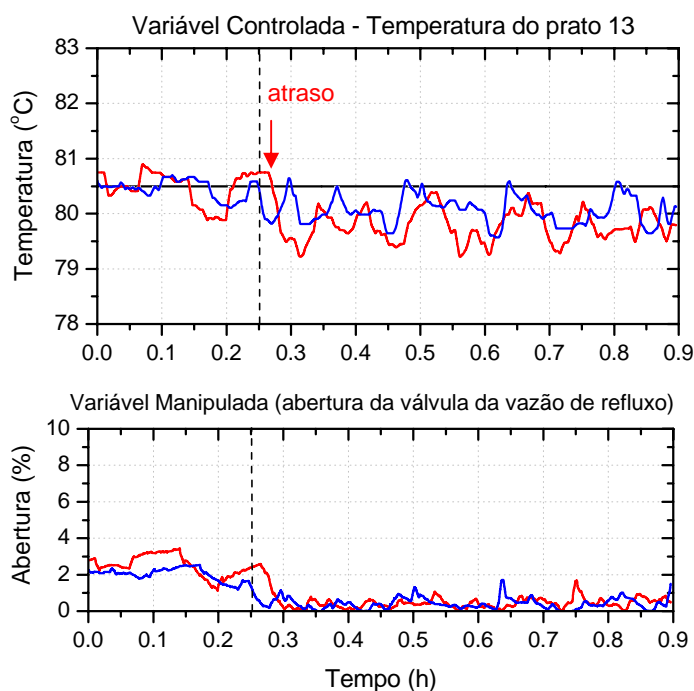 Variável Controlada - Temperatura do prato 13
83
82
81
80
79
78
Temperatura (°C)
atraso
0.0 0.1 0.2 0.3 0.4 0.5 0.6 0.7 0.8 0.9
Variável Manipulada (abertura da válvula da vazão de refluxo)
10
8
6
4
2
0
Abertura (%)
0.0 0.1 0.2 0.3 0.4 0.5 0.6 0.7 0.8 0.9
Tempo (h)